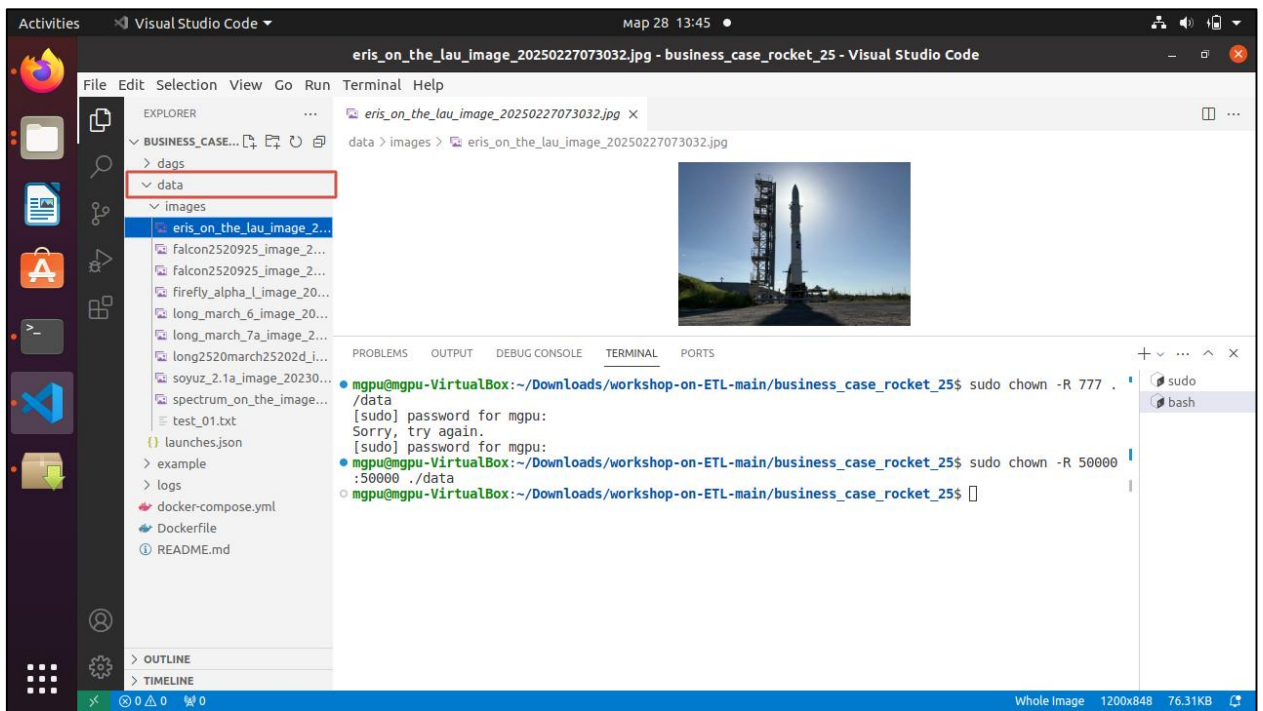 Activities
Visual Studio Code
мар 28 13:45
eris_on_the_lau_image_20250227073032.jpg - business_case_rocket_25 - Visual Studio Code
File Edit Selection View Go Run Terminal Help
EXPLORER
BUSINESS_CASE...
dags
data
images
eris_on_the_lau_image_2...
falcon2520925_image_2...
falcon2520925_image_2...
firefly_alpha_l_image_20...
long_march_6_image_20...
long_march_7a_image_2...
long2520march25202d_i...
soyuz_2.1a_image_20230...
spectrum_on_the_image...
test_01.txt
launches.json
example
logs
docker-compose.yml
Dockerfile
README.md
OUTLINE
TIMELINE
eris_on_the_lau_image_20250227073032.jpg
data > images > eris_on_the_lau_image_20250227073032.jpg
PROBLEMS OUTPUT DEBUG CONSOLE TERMINAL PORTS
mgpu@mgpu-VirtualBox:~/Downloads/workshop-on-ETL-main/business_case_rocket_25$ sudo chown -R 777 .
/data
[sudo] password for mgpu:
Sorry, try again.
[sudo] password for mgpu:
mgpu@mgpu-VirtualBox:~/Downloads/workshop-on-ETL-main/business_case_rocket_25$ sudo chown -R 50000
:50000 ./data
mgpu@mgpu-VirtualBox:~/Downloads/workshop-on-ETL-main/business_case_rocket_25$
sudo
bash
0 0 0
Whole Image 1200x848 76.31KB